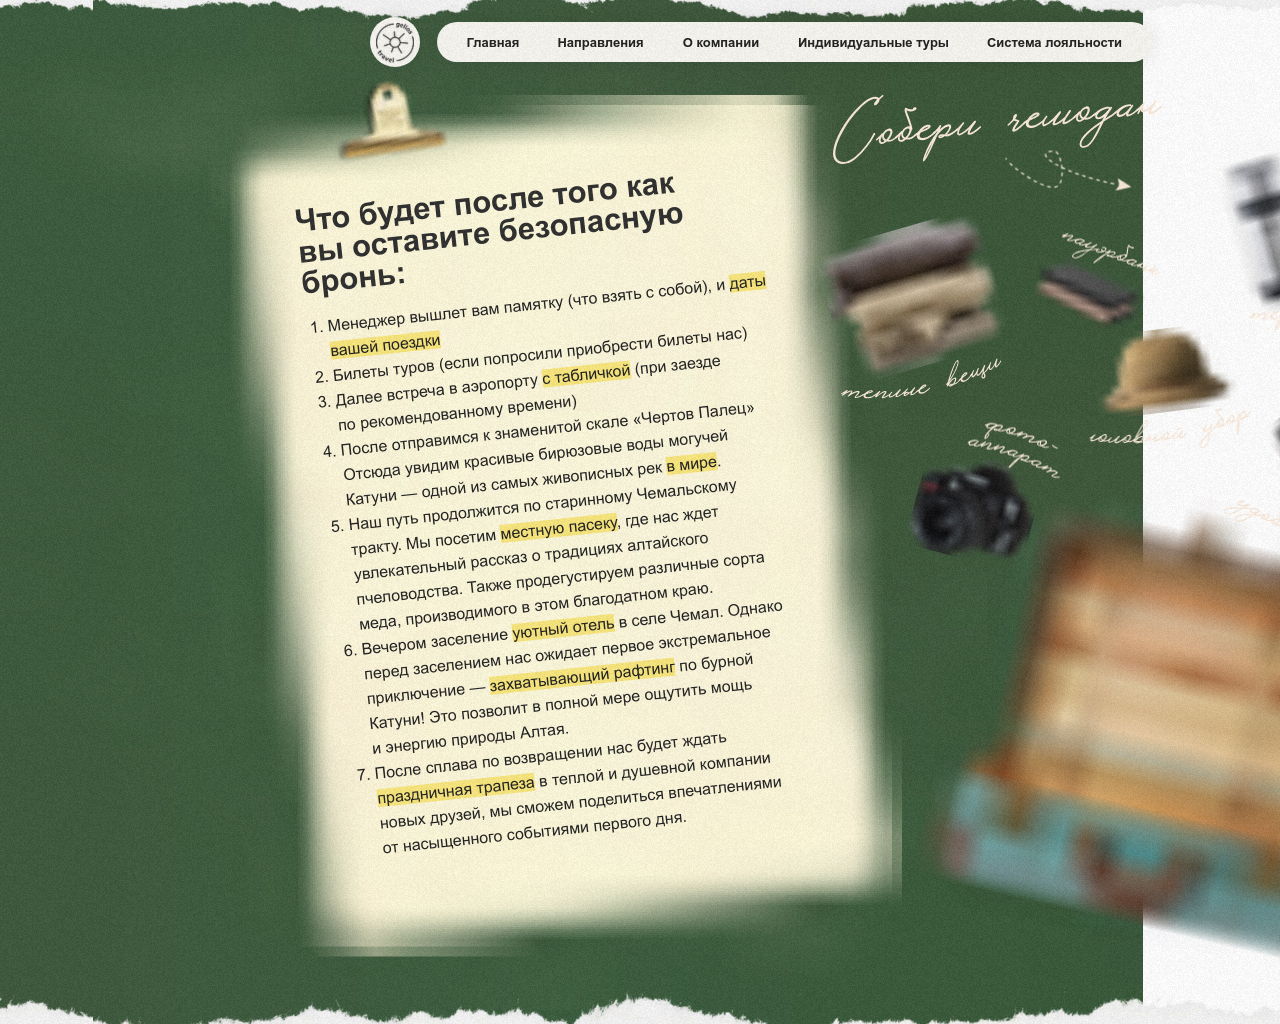 gelios
travel
Главная
Направления
О компании
Индивидуальные туры
Система лояльности
Собери чемодан
Что будет после того как
вы оставите безопасную
бронь:
1. Менеджер вышлет вам памятку (что взять с собой), и даты
вашей поездки
2. Билеты туров (если попросили приобрести билеты нас)
3. Далее встреча в аэропорту с табличкой (при заезде
по рекомендованному времени)
4. После отправимся к знаменитой скале «Чертов Палец»
Отсюда увидим красивые бирюзовые воды могучей
Катуни — одной из самых живописных рек в мире.
5. Наш путь продолжится по старинному Чемальскому
тракту. Мы посетим местную пасеку, где нас ждет
увлекательный рассказ о традициях алтайского
пчеловодства. Также продегустируем различные сорта
меда, производимого в этом благодатном краю.
6. Вечером заселение уютный отель в селе Чемал. Однако
перед заселением нас ожидает первое экстремальное
приключение — захватывающий рафтинг по бурной
Катуни! Это позволит в полной мере ощутить мощь
и энергию природы Алтая.
7. После сплава по возвращении нас будет ждать
праздничная трапеза в теплой и душевной компании
новых друзей, мы сможем поделиться впечатлениями
от насыщенного событиями первого дня.
пауэрбанк
теплые вещи
головной убор
фото-
аппарат